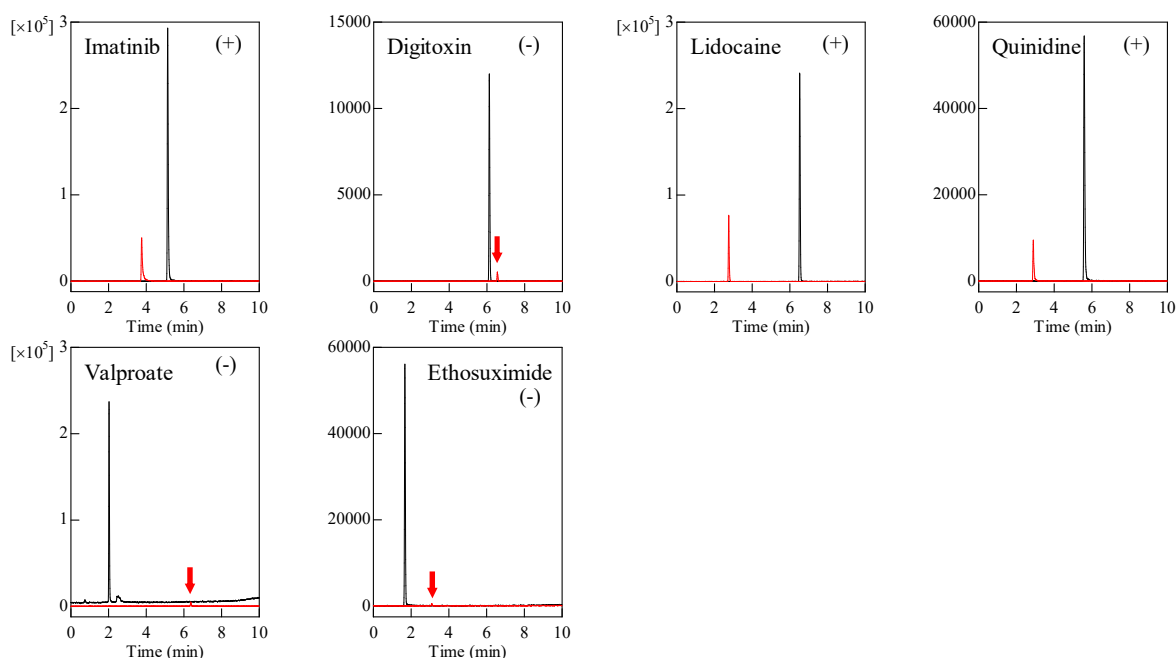 [×10⁵] 3
Imatinib (+)
2
1
0
0 2 4 6 8 10
Time (min)
15000
Digitoxin (-)
10000
5000
0
0 2 4 6 8 10
Time (min)
[×10⁵] 3
Lidocaine (+)
2
1
0
0 2 4 6 8 10
Time (min)
60000
Quinidine (+)
40000
20000
0
0 2 4 6 8 10
Time (min)
[×10⁵] 3
Valproate (-)
2
1
0
0 2 4 6 8 10
Time (min)
60000
Ethosuximide
(-)
40000
20000
0
0 2 4 6 8 10
Time (min)